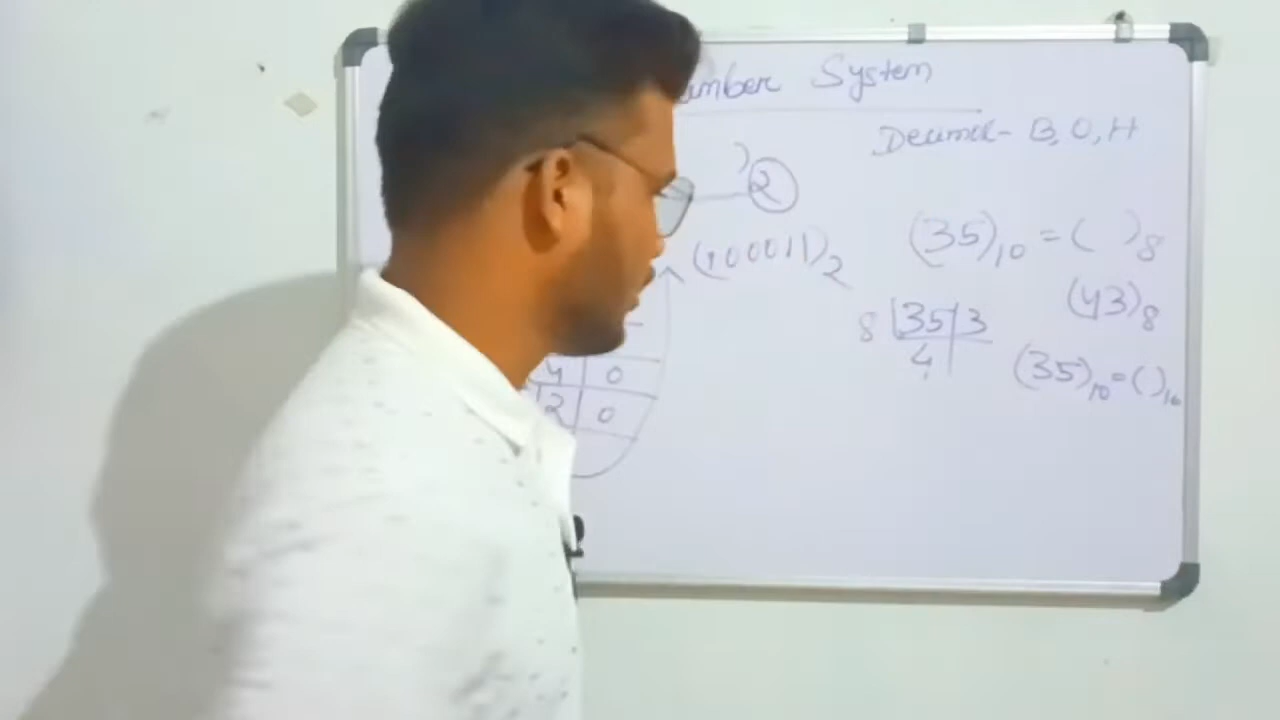 umber System
Decimal - B, O, H
)2
(100011)2
(35)10 = ( )8
(43)8
8 | 35 | 3
4
(35)10 = ( )16
4 | 0
2 | 0